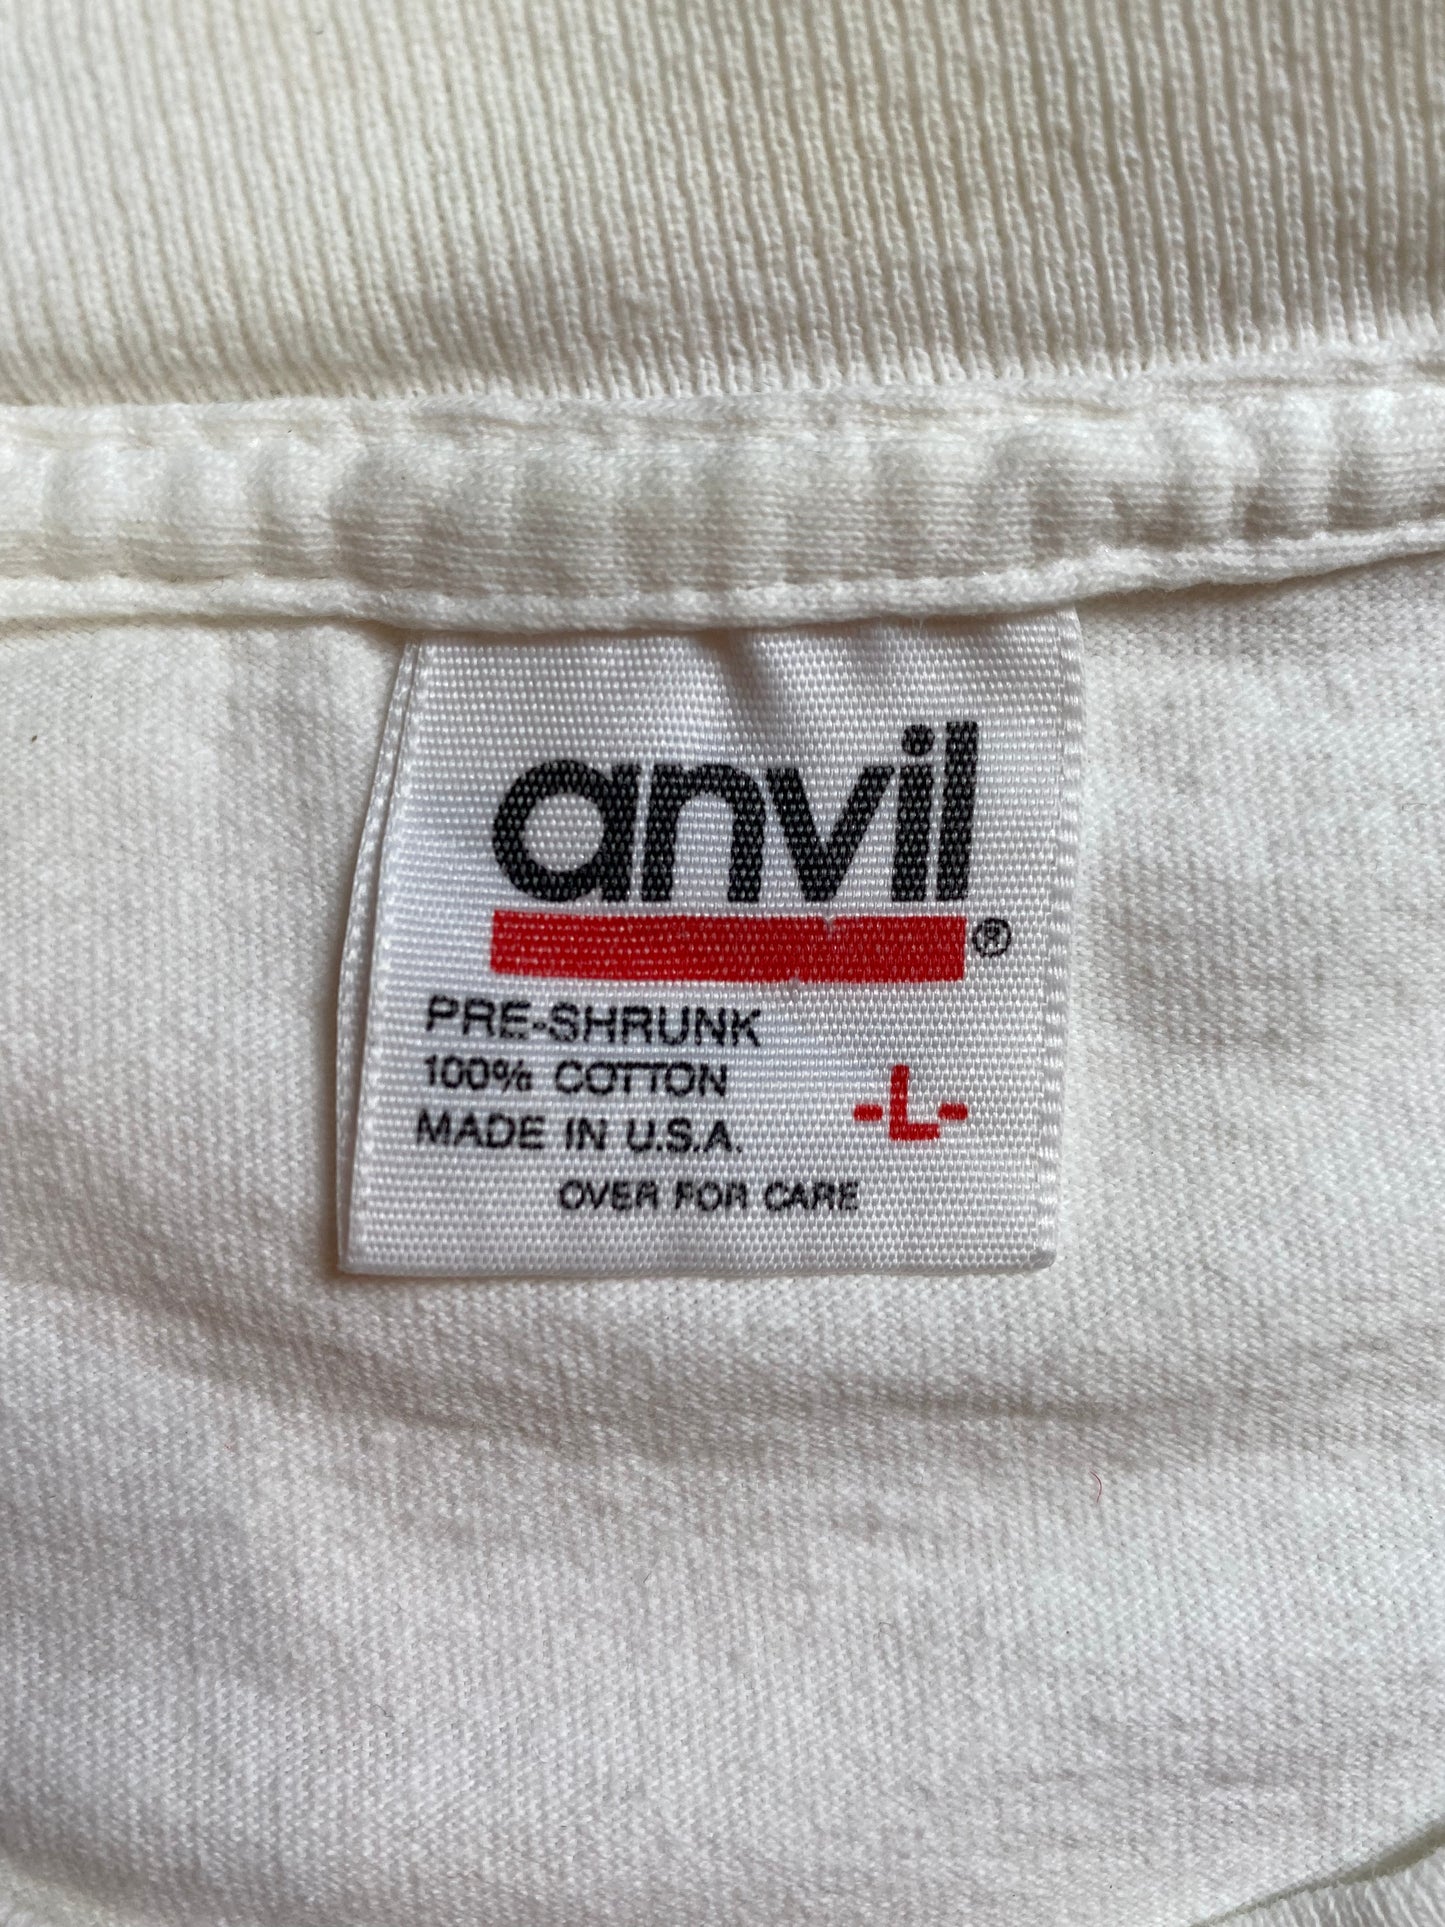 anvil
®
PRE-SHRUNK
100% COTTON
MADE IN U.S.A.
-L-
OVER FOR CARE